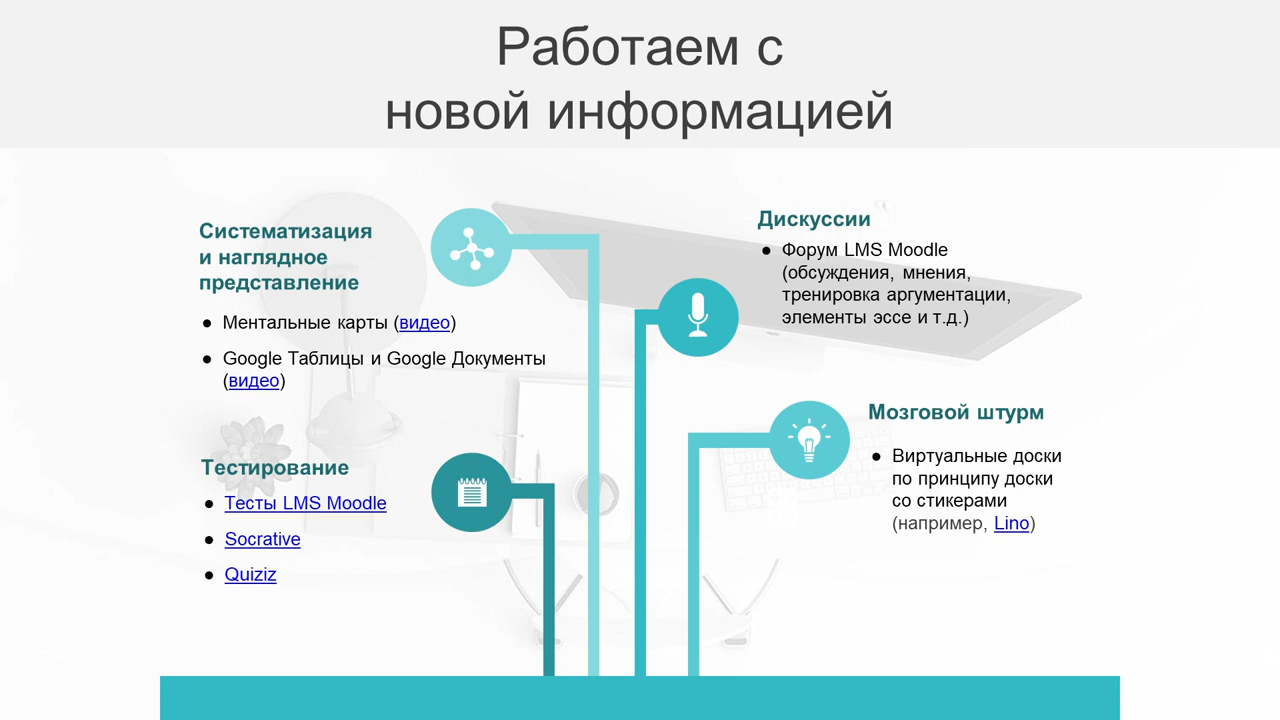 Работаем с
новой информацией
Систематизация
и наглядное
представление
● Ментальные карты (видео)
● Google Таблицы и Google Документы
(видео)
Тестирование
● Тесты LMS Moodle
● Socrative
● Quiziz
Дискуссии
● Форум LMS Moodle
(обсуждения, мнения,
тренировка аргументации,
элементы эссе и т.д.)
Мозговой штурм
● Виртуальные доски
по принципу доски
со стикерами
(например, Lino)